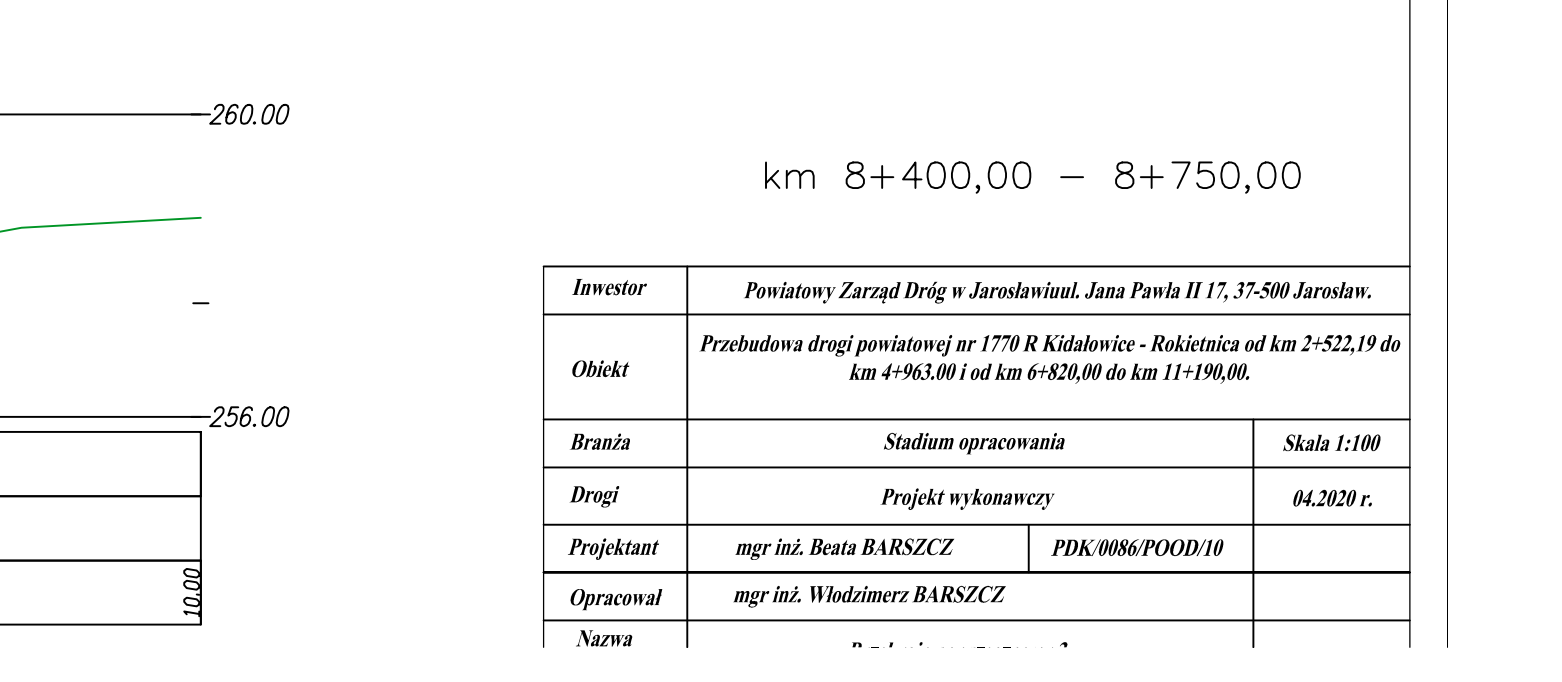 260.00
km 8+400,00 – 8+750,00
256.00
10.00
Inwestor Powiatowy Zarząd Dróg w Jarosławiuul. Jana Pawła II 17, 37-500 Jarosław.
Obiekt Przebudowa drogi powiatowej nr 1770 R Kidałowice - Rokietnica od km 2+522,19 do
km 4+963.00 i od km 6+820,00 do km 11+190,00.
Branża Stadium opracowania Skala 1:100
Drogi Projekt wykonawczy 04.2020 r.
Projektant mgr inż. Beata BARSZCZ PDK/0086/POOD/10
Opracował mgr inż. Włodzimierz BARSZCZ
Nazwa